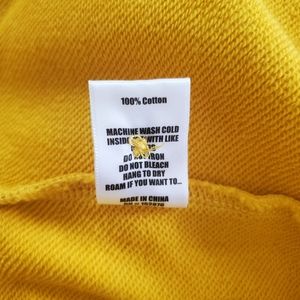 100% Cotton
MACHINE WASH COLD
INSIDE WITH LIKE
DO IRON
DO NOT BLEACH
HANG TO DRY
ROAM IF YOU WANT TO...
MADE IN CHINA